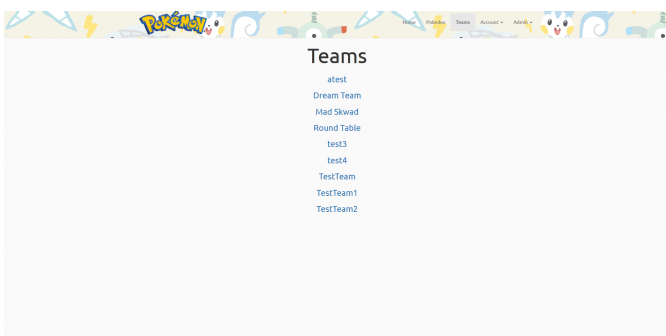 Pokémon
Home Pokedex Teams Account Admin
Teams
atest
Dream Team
Mad Skwad
Round Table
test3
test4
TestTeam
TestTeam1
TestTeam2